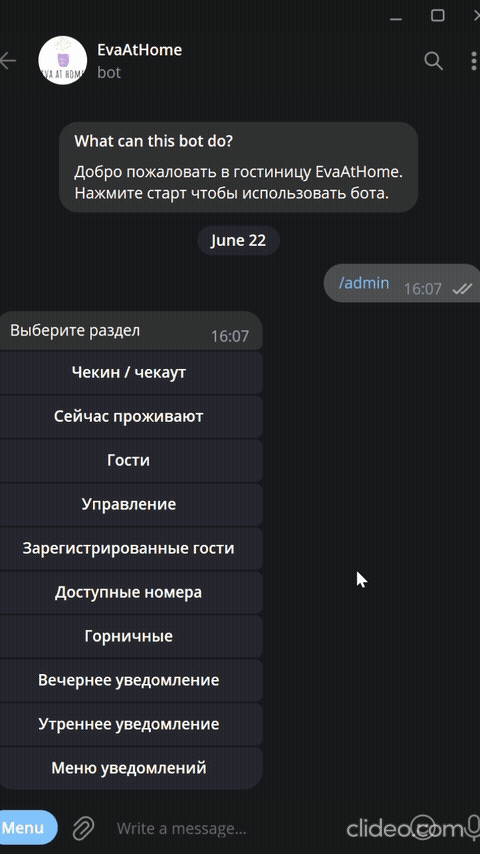 EvaAtHome
bot
EVA AT HOME
What can this bot do?
Добро пожаловать в гостиницу EvaAtHome.
Нажмите старт чтобы использовать бота.
June 22
/admin 16:07
Выберите раздел 16:07
Чекин / чекаут
Сейчас проживают
Гости
Управление
Зарегистрированные гости
Доступные номера
Горничные
Вечернее уведомление
Утреннее уведомление
Меню уведомлений
Menu Write a message...
clideo.com